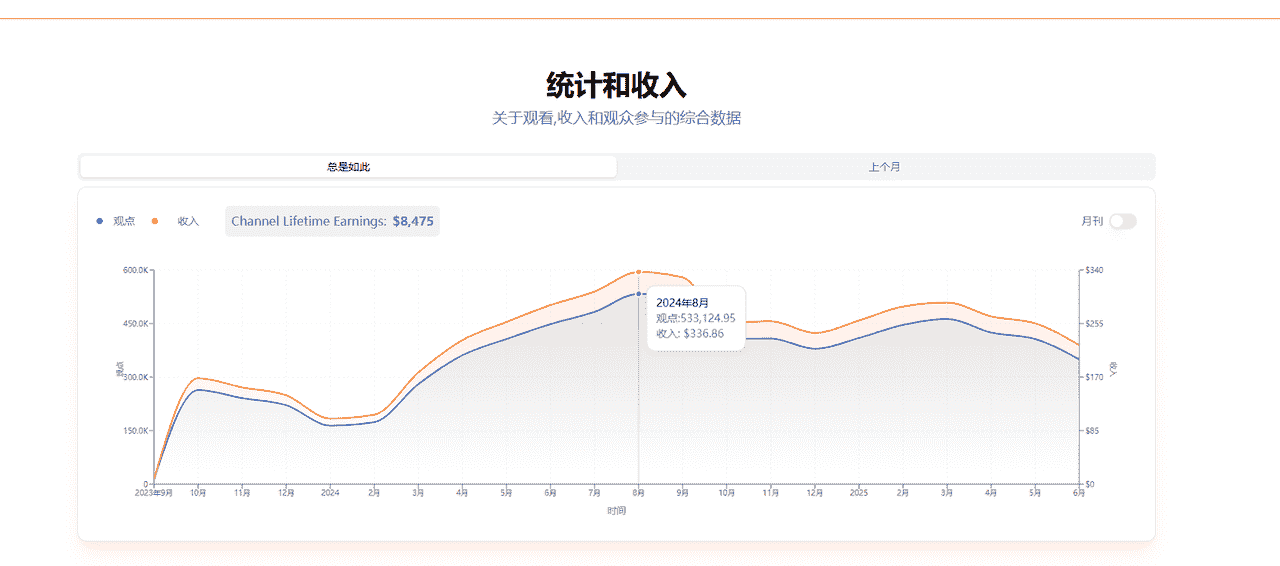 统计和收入
关于观看,收入和观众参与的综合数据
总是如此
上个月
观点
收入
Channel Lifetime Earnings: $8,475
月刊
600.0K
450.0K
300.0K
150.0K
0
观点
$340
$255
$170
$85
$0
收入
2024年8月
观点:533,124.95
收入: $336.86
2023年9月 10月 11月 12月 2024 2月 3月 4月 5月 6月 7月 8月 9月 10月 11月 12月 2025 2月 3月 4月 5月 6月
时间